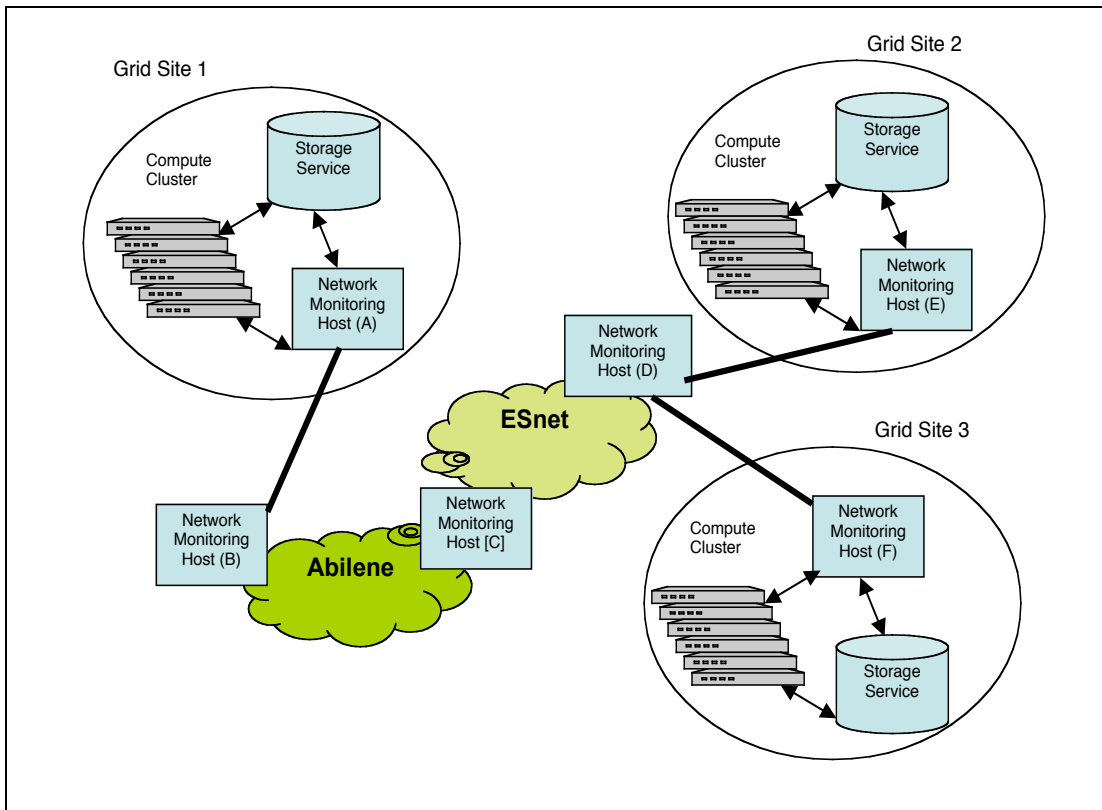 Grid Site 1
Storage
Service
Compute
Cluster
Network
Monitoring
Host (A)
Grid Site 2
Storage
Service
Compute
Cluster
Network
Monitoring
Host (E)
Network
Monitoring
Host (D)
ESnet
Network
Monitoring
Host (B)
Abilene
Network
Monitoring
Host [C]
Grid Site 3
Compute
Cluster
Network
Monitoring
Host (F)
Storage
Service